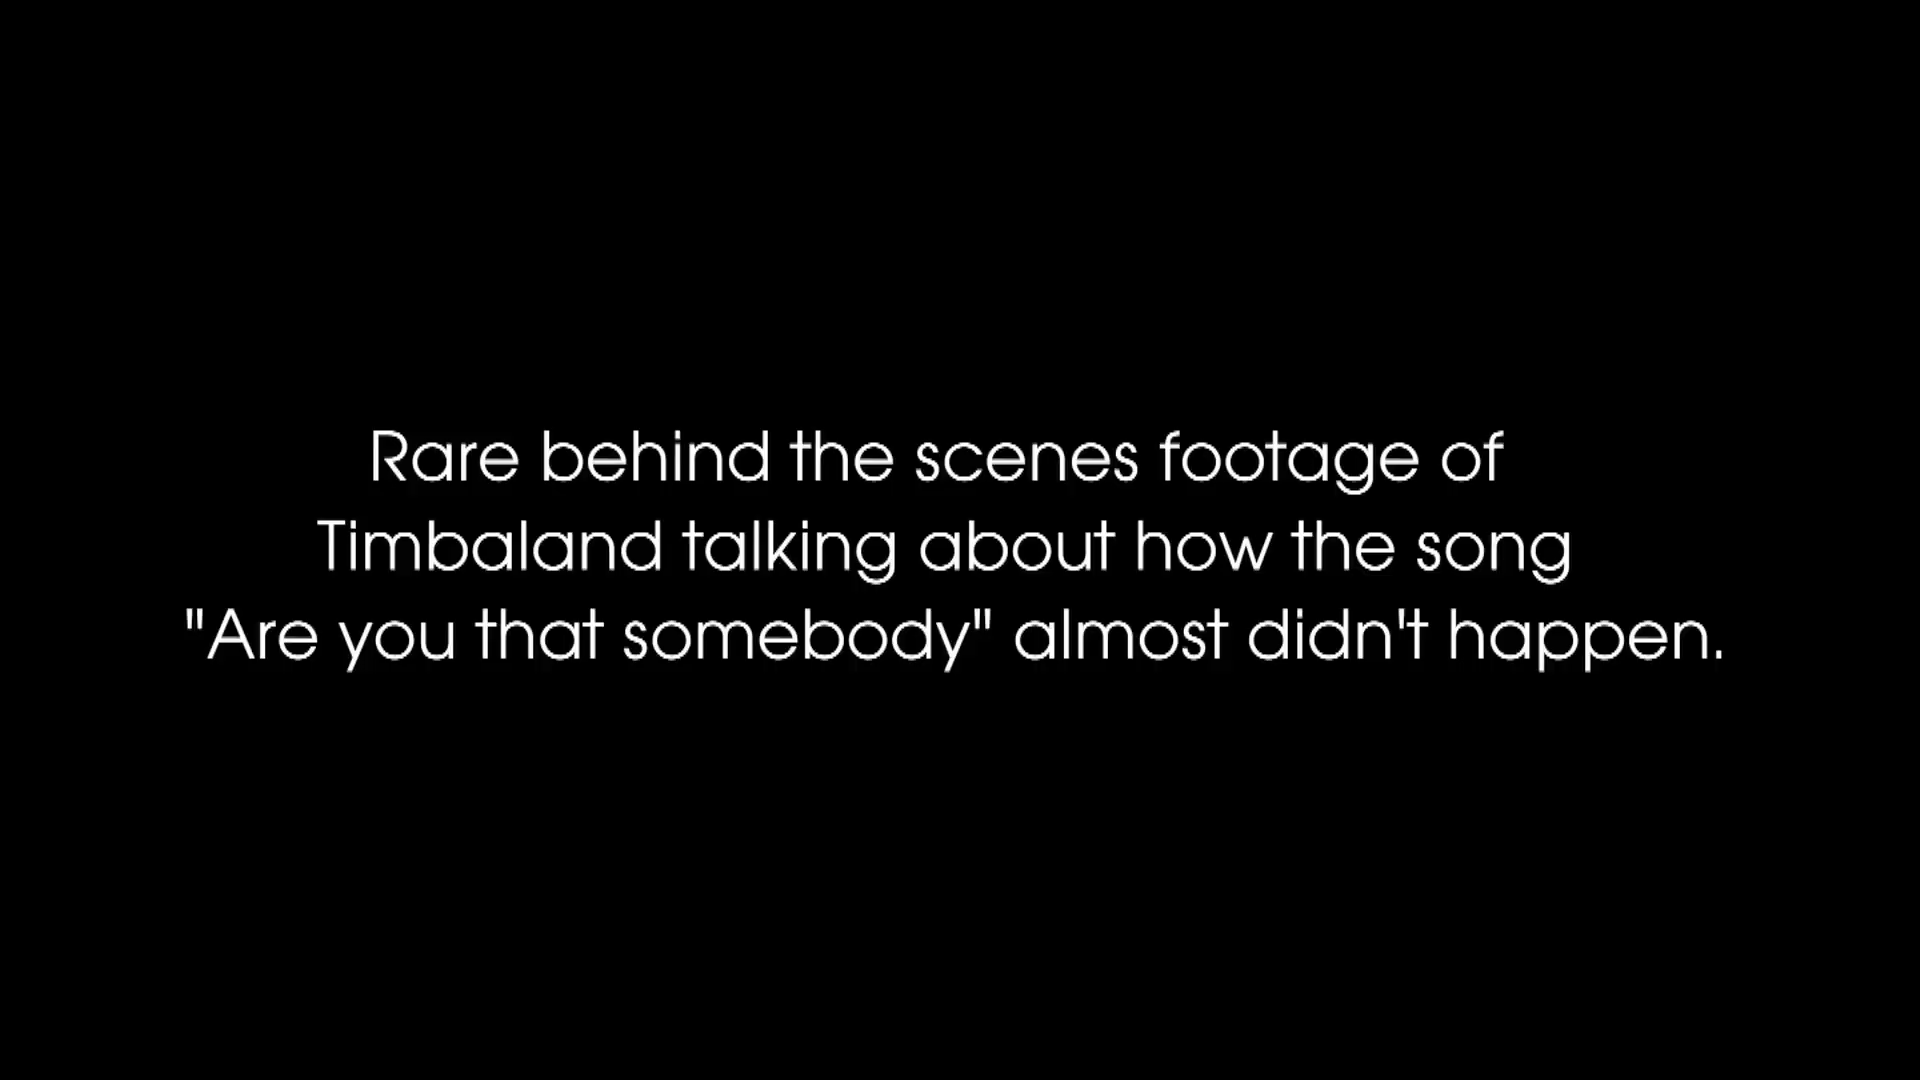 Rare behind the scenes footage of
Timbaland talking about how the song
"Are you that somebody" almost didn't happen.